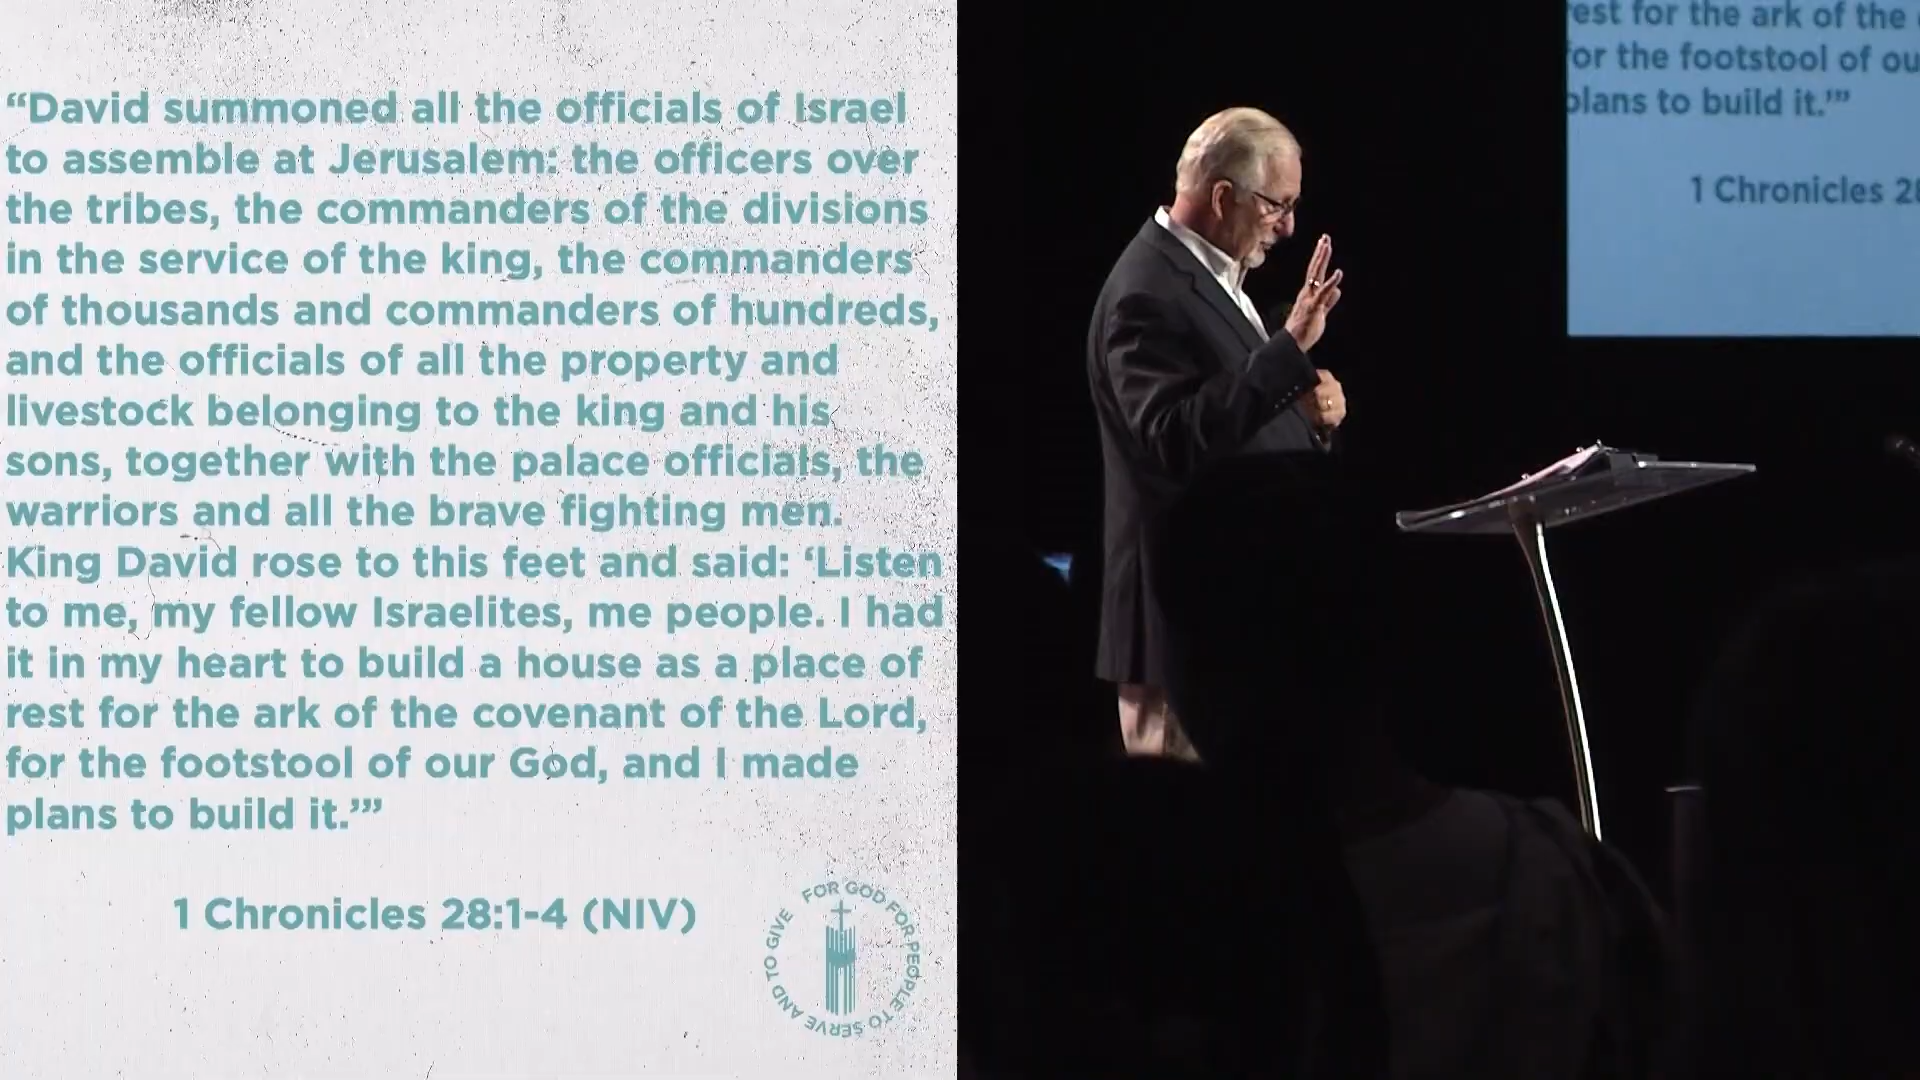 “David summoned all the officials of Israel
to assemble at Jerusalem: the officers over
the tribes, the commanders of the divisions
in the service of the king, the commanders
of thousands and commanders of hundreds,
and the officials of all the property and
livestock belonging to the king and his
sons, together with the palace officials, the
warriors and all the brave fighting men.
King David rose to this feet and said: ‘Listen
to me, my fellow Israelites, me people. I had
it in my heart to build a house as a place of
rest for the ark of the covenant of the Lord,
for the footstool of our God, and I made
plans to build it.’”
1 Chronicles 28:1-4 (NIV)
FOR GOD FOR PEOPLE TO SERVE AND TO GIVE
est for the ark of the
for the footstool of ou
plans to build it.’”
1 Chronicles 28